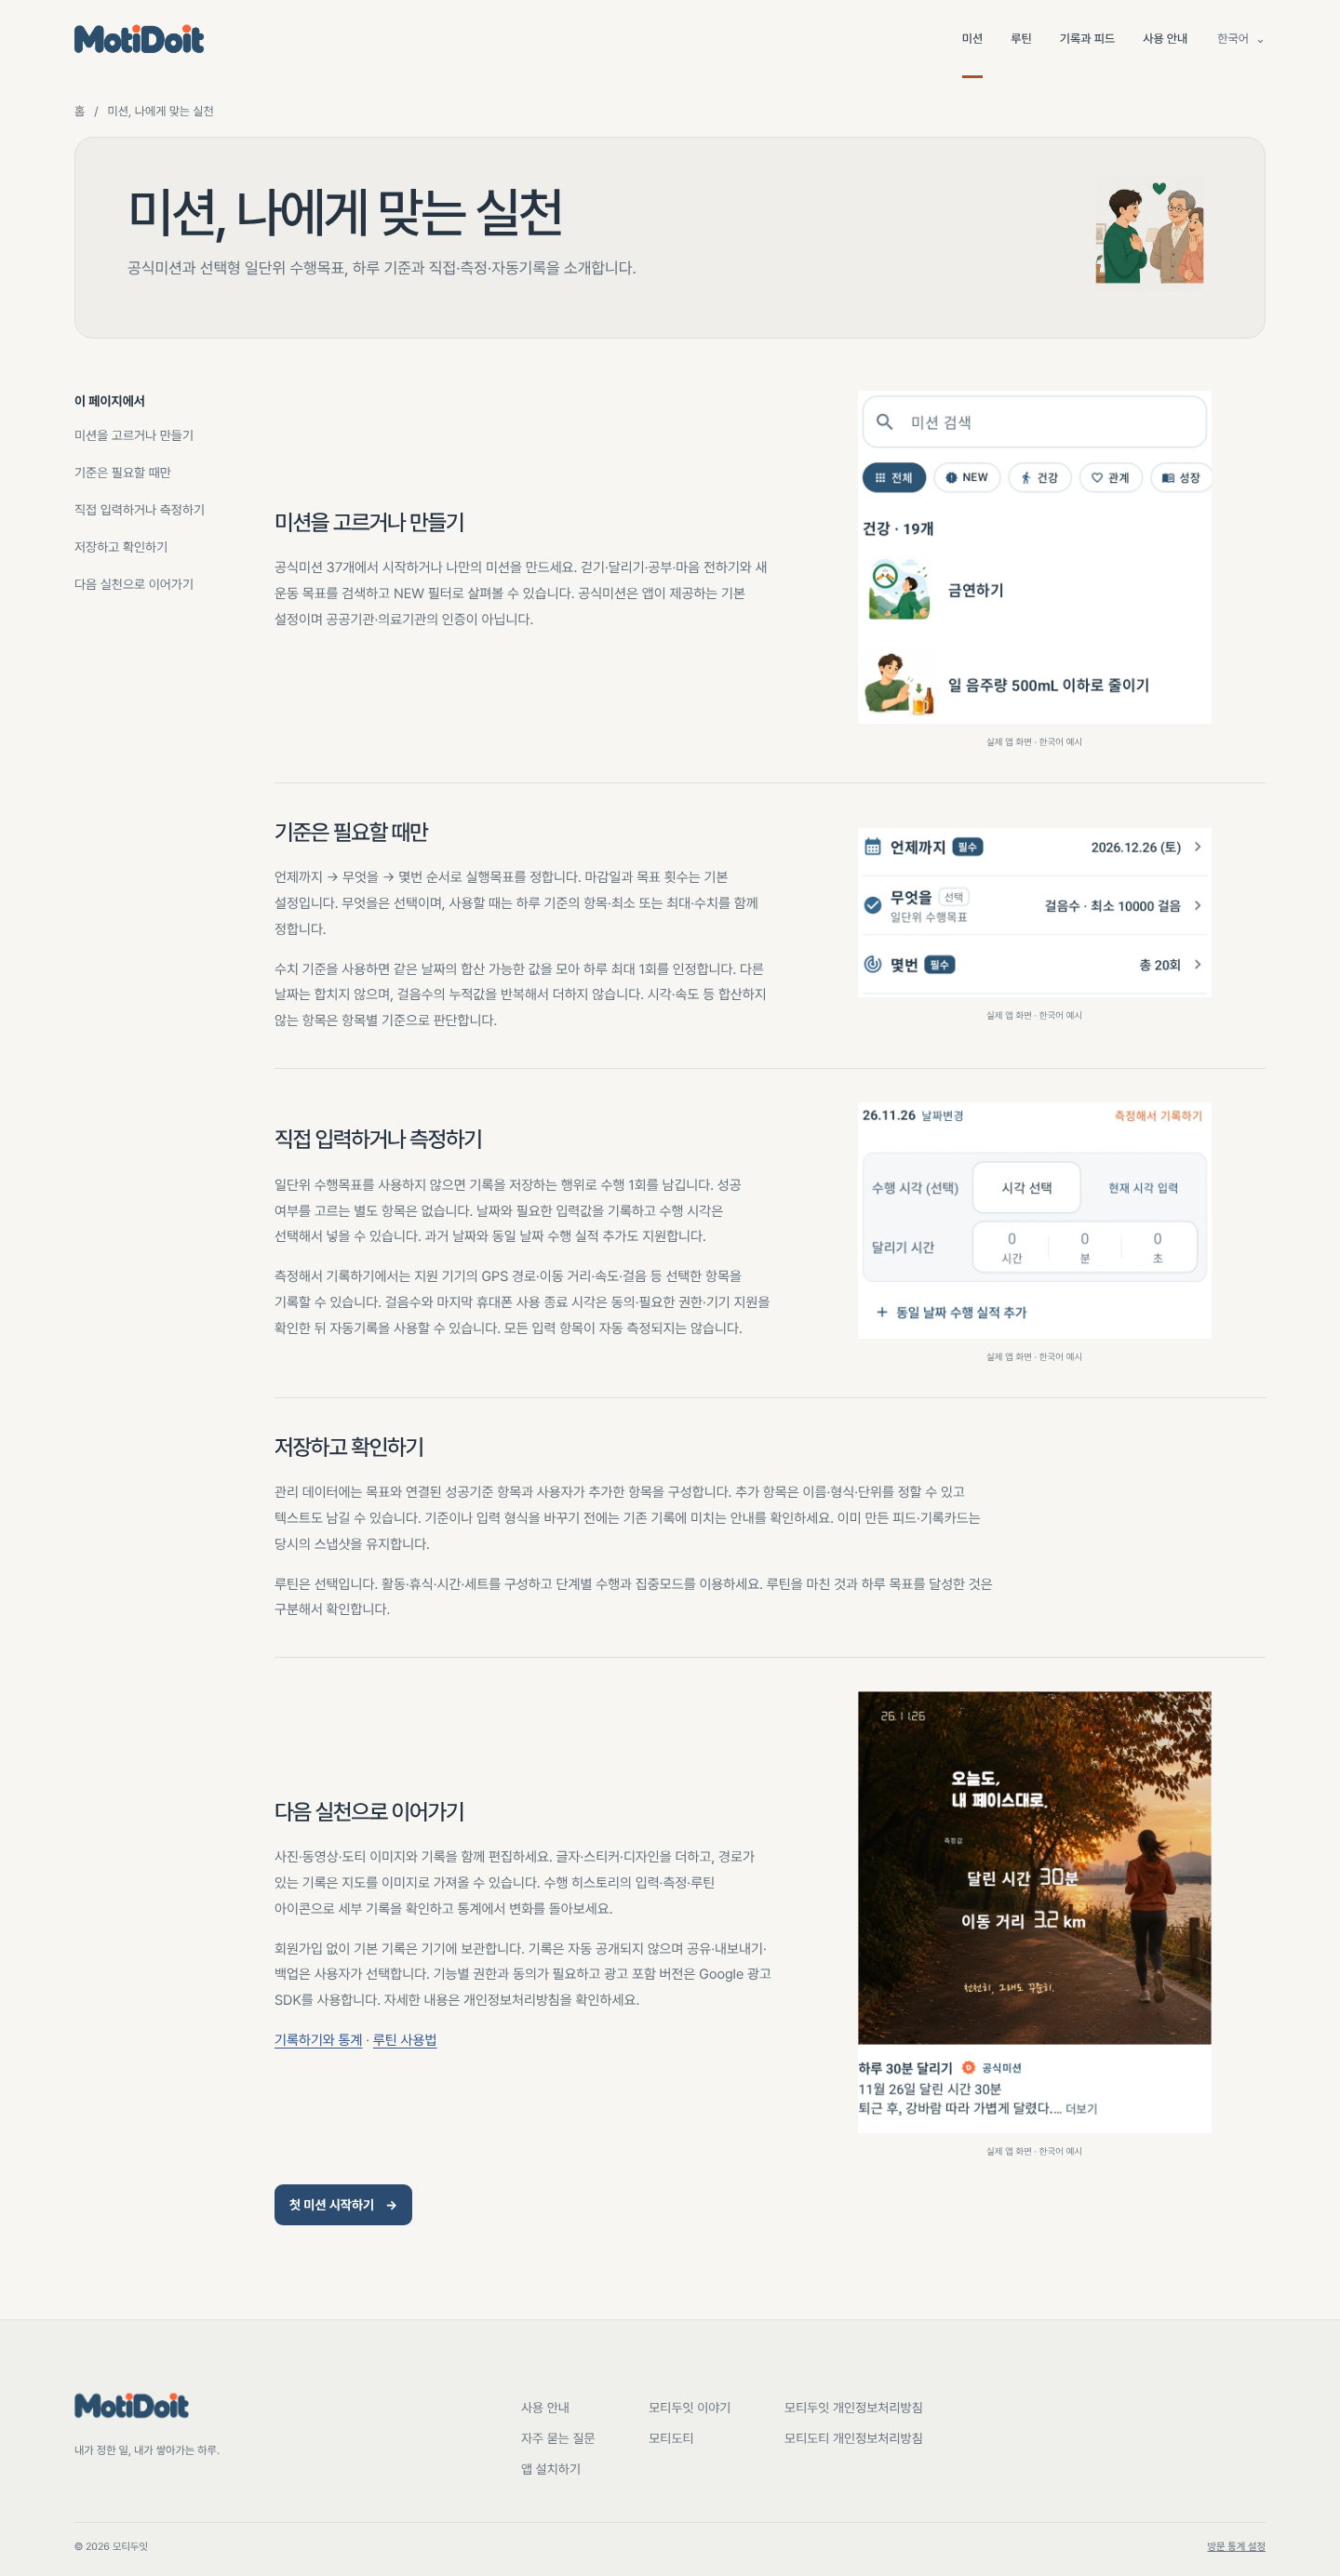 MotiDoit
미션 루틴 기록과 피드 사용 안내 한국어
홈 / 미션, 나에게 맞는 실천
미션, 나에게 맞는 실천
공식미션과 선택형 일단위 수행목표, 하루 기준과 직접·측정·자동기록을 소개합니다.
이 페이지에서
미션을 고르거나 만들기
기준은 필요할 때만
직접 입력하거나 측정하기
저장하고 확인하기
다음 실천으로 이어가기
미션을 고르거나 만들기
공식미션 37개에서 시작하거나 나만의 미션을 만드세요. 걷기·달리기·공부·마음 전하기와 새
운동 목표를 검색하고 NEW 필터로 살펴볼 수 있습니다. 공식미션은 앱이 제공하는 기본
설정이며 공공기관·의료기관의 인증이 아닙니다.
미션 검색
전체 NEW 건강 관계 성장
건강 · 19개
금연하기
일 음주량 500mL 이하로 줄이기
실제 앱 화면 · 한국어 예시
기준은 필요할 때만
언제까지 → 무엇을 → 몇번 순서로 실행목표를 정합니다. 마감일과 목표 횟수는 기본
설정입니다. 무엇을은 선택이며, 사용할 때는 하루 기준의 항목·최소 또는 최대·수치를 함께
정합니다.
수치 기준을 사용하면 같은 날짜의 합산 가능한 값을 모아 하루 최대 1회를 인정합니다. 다른
날짜는 합치지 않으며, 걸음수의 누적값을 반복해서 더하지 않습니다. 시각·속도 등 합산하지
않는 항목은 항목별 기준으로 판단합니다.
언제까지 필수 2026.12.26 (토)
무엇을 선택
일단위 수행목표
걸음수 · 최소 10000 걸음
몇번 필수 총 20회
실제 앱 화면 · 한국어 예시
직접 입력하거나 측정하기
일단위 수행목표를 사용하지 않으면 기록을 저장하는 행위로 수행 1회를 남깁니다. 성공
여부를 고르는 별도 항목은 없습니다. 날짜와 필요한 입력값을 기록하고 수행 시각은
선택해서 넣을 수 있습니다. 과거 날짜와 동일 날짜 수행 실적 추가도 지원합니다.
측정해서 기록하기에서는 지원 기기의 GPS 경로·이동 거리·속도·걸음 등 선택한 항목을
기록할 수 있습니다. 걸음수와 마지막 휴대폰 사용 종료 시각은 동의·필요한 권한·기기 지원을
확인한 뒤 자동기록을 사용할 수 있습니다. 모든 입력 항목이 자동 측정되지는 않습니다.
26.11.26 날짜변경 측정해서 기록하기
수행 시각 (선택) 시각 선택 현재 시각 입력
달리기 시간
0 0 0
시간 분 초
+ 동일 날짜 수행 실적 추가
실제 앱 화면 · 한국어 예시
저장하고 확인하기
관리 데이터에는 목표와 연결된 성공기준 항목과 사용자가 추가한 항목을 구성합니다. 추가 항목은 이름·형식·단위를 정할 수 있고
텍스트도 남길 수 있습니다. 기준이나 입력 형식을 바꾸기 전에는 기존 기록에 미치는 안내를 확인하세요. 이미 만든 피드·기록카드는
당시의 스냅샷을 유지합니다.
루틴은 선택입니다. 활동·휴식·시간·세트를 구성하고 단계별 수행과 집중모드를 이용하세요. 루틴을 마친 것과 하루 목표를 달성한 것은
구분해서 확인합니다.
다음 실천으로 이어가기
사진·동영상·도티 이미지와 기록을 함께 편집하세요. 글자·스티커·디자인을 더하고, 경로가
있는 기록은 지도를 이미지로 가져올 수 있습니다. 수행 히스토리의 입력·측정·루틴
아이콘으로 세부 기록을 확인하고 통계에서 변화를 돌아보세요.
회원가입 없이 기본 기록은 기기에 보관합니다. 기록은 자동 공개되지 않으며 공유·내보내기·
백업은 사용자가 선택합니다. 기능별 권한과 동의가 필요하고 광고 포함 버전은 Google 광고
SDK를 사용합니다. 자세한 내용은 개인정보처리방침을 확인하세요.
기록하기와 통계 · 루틴 사용법
26.11.26
오늘도,
내 페이스대로.
측정값
달린 시간 30분
이동 거리 3.2 km
천천히, 그래도 꾸준히.
하루 30분 달리기 공식미션
11월 26일 달린 시간 30분
퇴근 후, 강바람 따라 가볍게 달렸다.... 더보기
실제 앱 화면 · 한국어 예시
첫 미션 시작하기 →
MotiDoit
내가 정한 일, 내가 쌓아가는 하루.
사용 안내
자주 묻는 질문
앱 설치하기
모티두잇 이야기
모티도티
모티두잇 개인정보처리방침
모티도티 개인정보처리방침
© 2026 모티두잇
방문 통계 설정